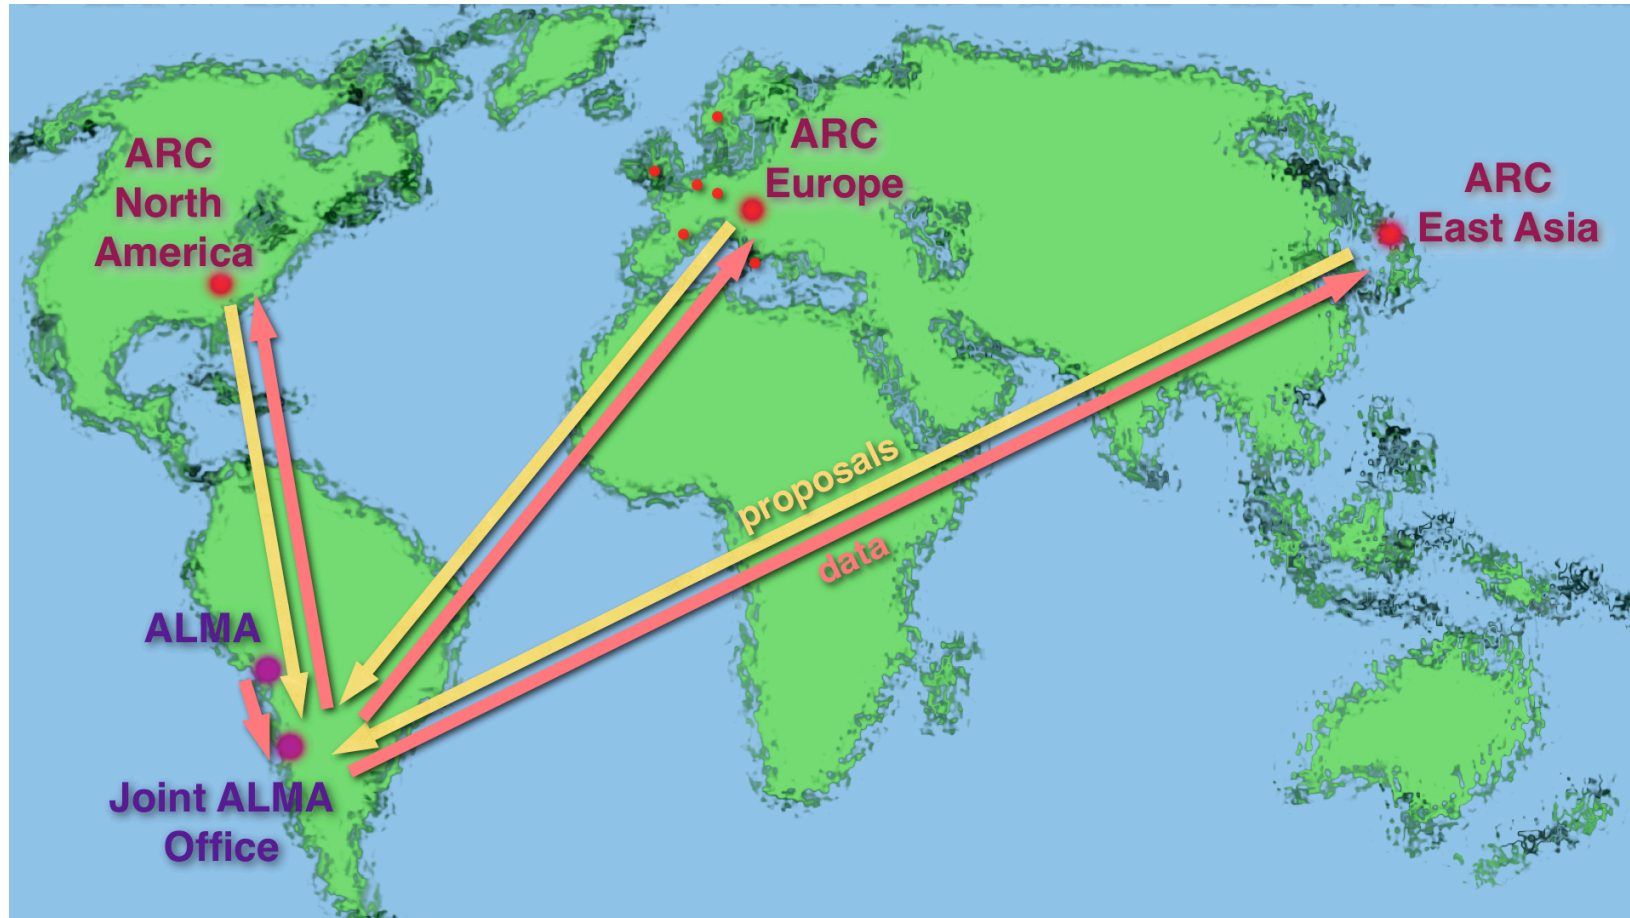 ARC
North
America
ARC
Europe
ARC
East Asia
proposals
data
ALMA
Joint ALMA
Office